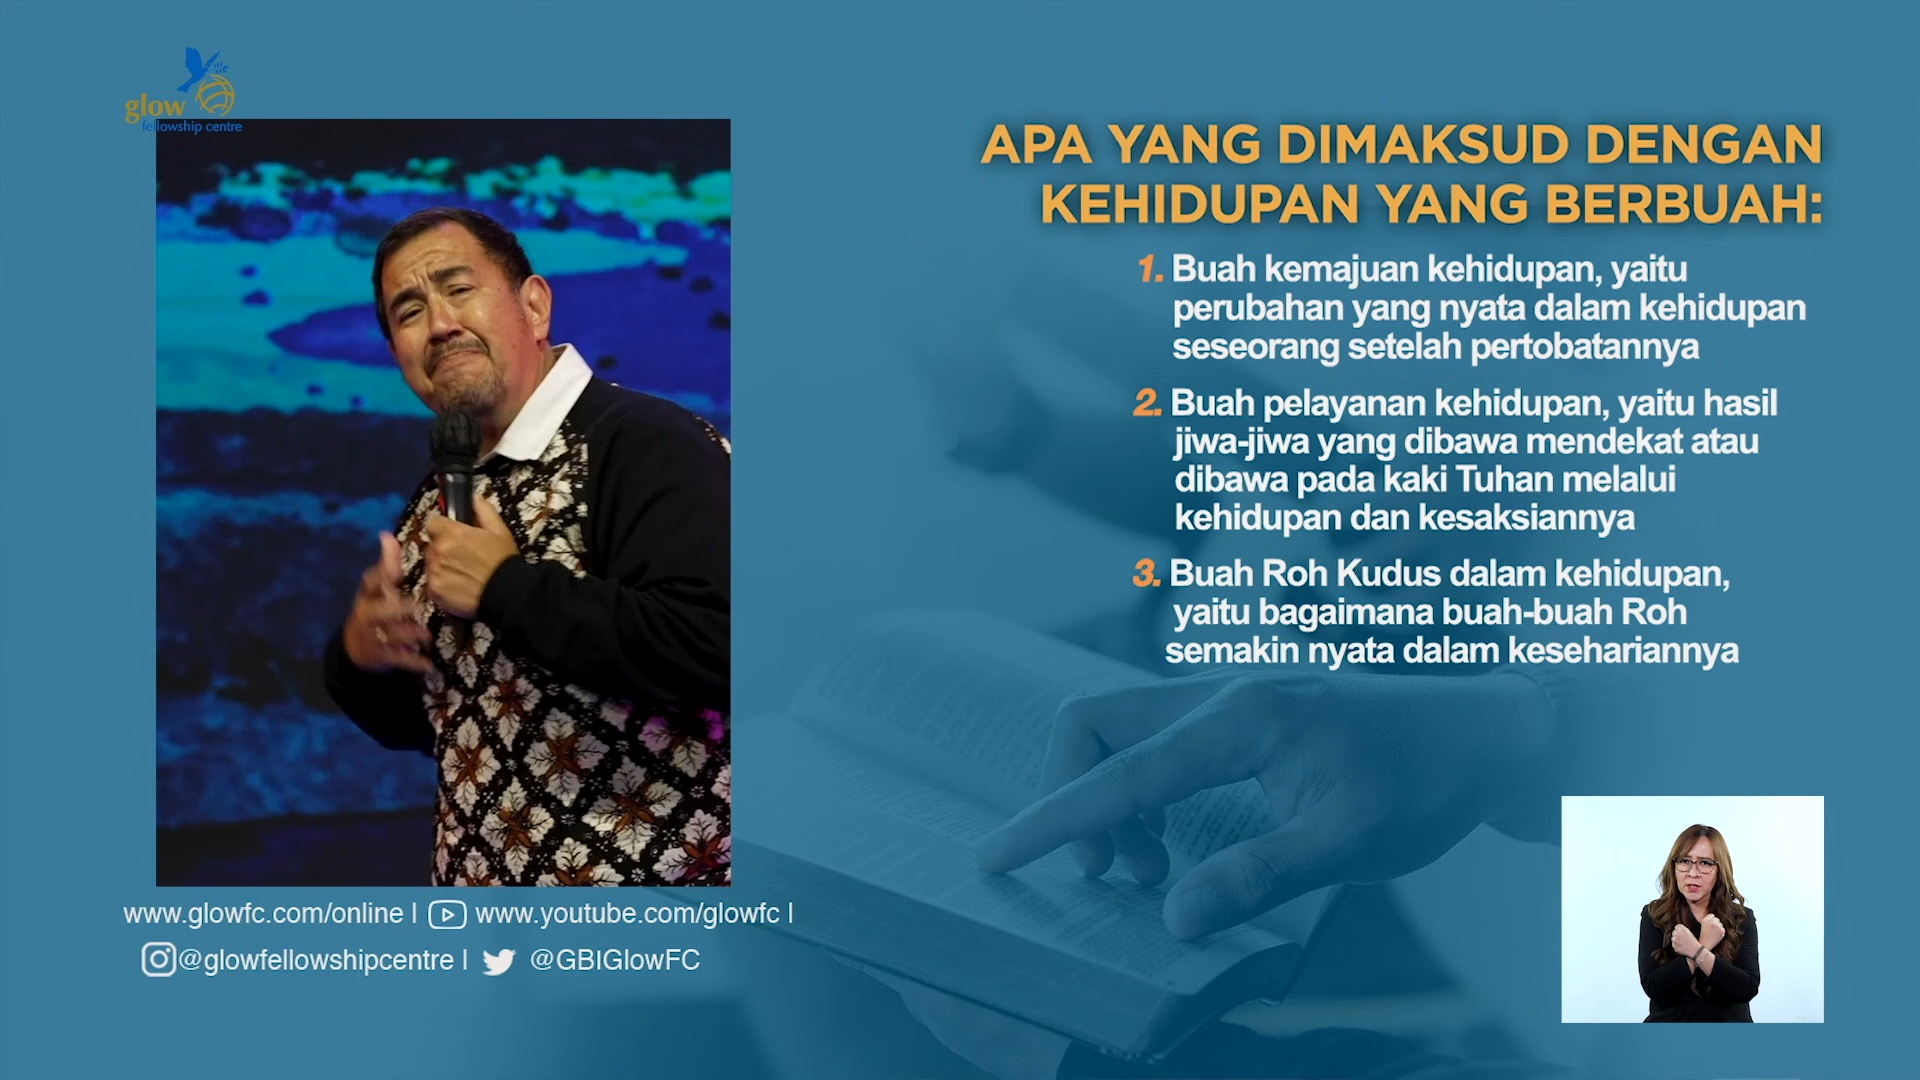 glow
fellowship centre
APA YANG DIMAKSUD DENGAN
KEHIDUPAN YANG BERBUAH:
1. Buah kemajuan kehidupan, yaitu
perubahan yang nyata dalam kehidupan
seseorang setelah pertobatannya
2. Buah pelayanan kehidupan, yaitu hasil
jiwa-jiwa yang dibawa mendekat atau
dibawa pada kaki Tuhan melalui
kehidupan dan kesaksiannya
3. Buah Roh Kudus dalam kehidupan,
yaitu bagaimana buah-buah Roh
semakin nyata dalam kesehariannya
www.glowfc.com/online | www.youtube.com/glowfc |
@glowfellowshipcentre | @GBIGlowFC